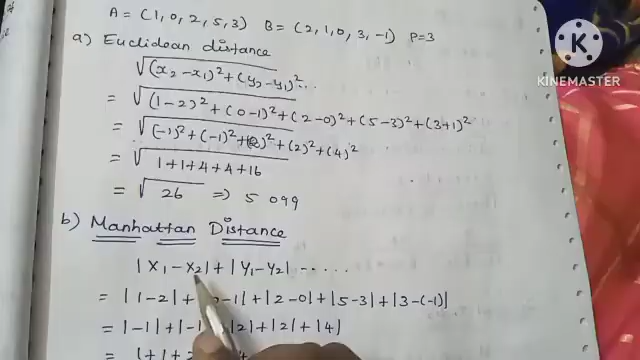 A = (1, 0, 2, 5, 3) B = (2, 1, 0, 3, -1) P=3
a) Euclidean distance
√(x₂-x₁)²+(y₂-y₁)²...
= √(1-2)²+(0-1)²+(2-0)²+(5-3)²+(3+1)²
= √(-1)²+(-1)²+(2)²+(2)²+(4)²
= √1+1+4+4+16
= √26 ⇒ 5.099
KINEMASTER
b) Manhattan Distance
|X₁-X₂|+|Y₁-Y₂| .....
= |1-2|+ -1|+|2-0|+|5-3|+|3-(-1)|
= |-1|+|- |2|+|2|+|4|
= 1+1+2+